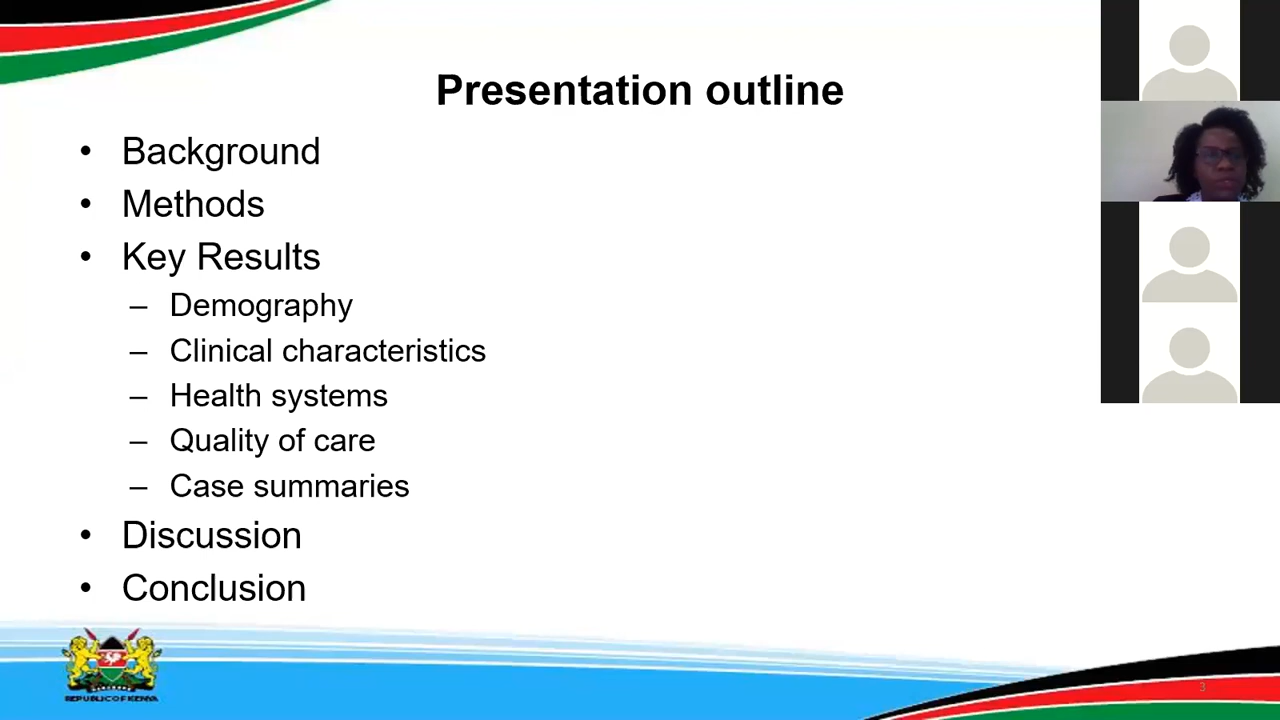 Presentation outline
• Background
• Methods
• Key Results
– Demography
– Clinical characteristics
– Health systems
– Quality of care
– Case summaries
• Discussion
• Conclusion
REPUBLIC OF KENYA
3